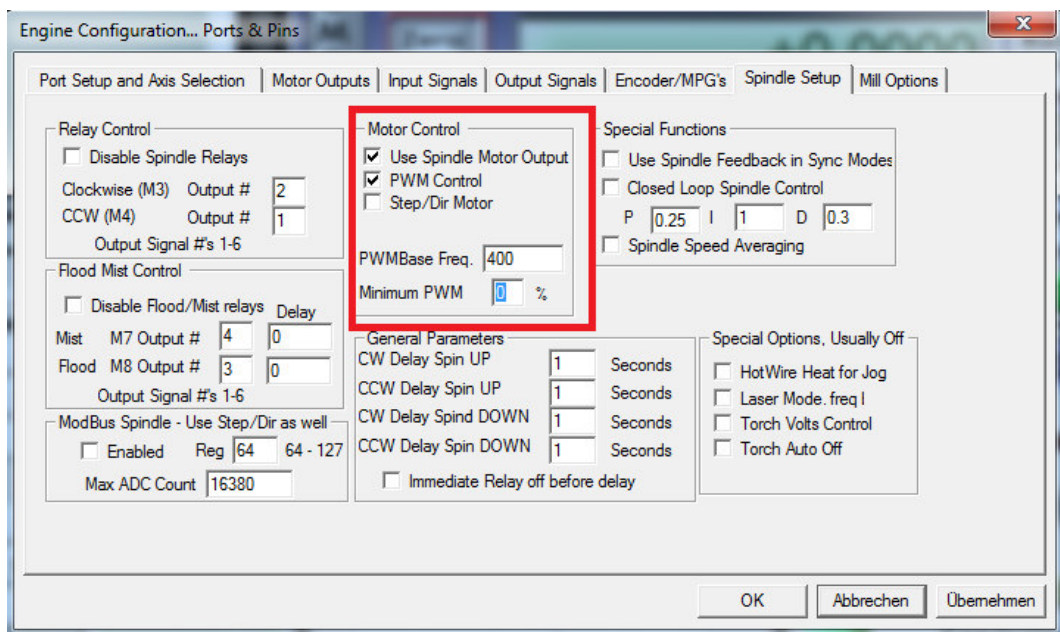 Engine Configuration... Ports & Pins
Port Setup and Axis Selection
Motor Outputs
Input Signals
Output Signals
Encoder/MPG's
Spindle Setup
Mill Options
Relay Control
Disable Spindle Relays
Clockwise (M3) Output # 2
CCW (M4) Output # 1
Output Signal #'s 1-6
Flood Mist Control
Disable Flood/Mist relays Delay
Mist M7 Output # 4 0
Flood M8 Output # 3 0
Output Signal #'s 1-6
ModBus Spindle - Use Step/Dir as well
Enabled Reg 64 64 - 127
Max ADC Count 16380
Motor Control
Use Spindle Motor Output
PWM Control
Step/Dir Motor
PWMBase Freq. 400
Minimum PWM 0 %
General Parameters
CW Delay Spin UP 1 Seconds
CCW Delay Spin UP 1 Seconds
CW Delay Spind DOWN 1 Seconds
CCW Delay Spin DOWN 1 Seconds
Immediate Relay off before delay
Special Functions
Use Spindle Feedback in Sync Modes
Closed Loop Spindle Control
P 0.25 I 1 D 0.3
Spindle Speed Averaging
Special Options, Usually Off
HotWire Heat for Jog
Laser Mode. freq I
Torch Volts Control
Torch Auto Off
OK
Abbrechen
Übernehmen